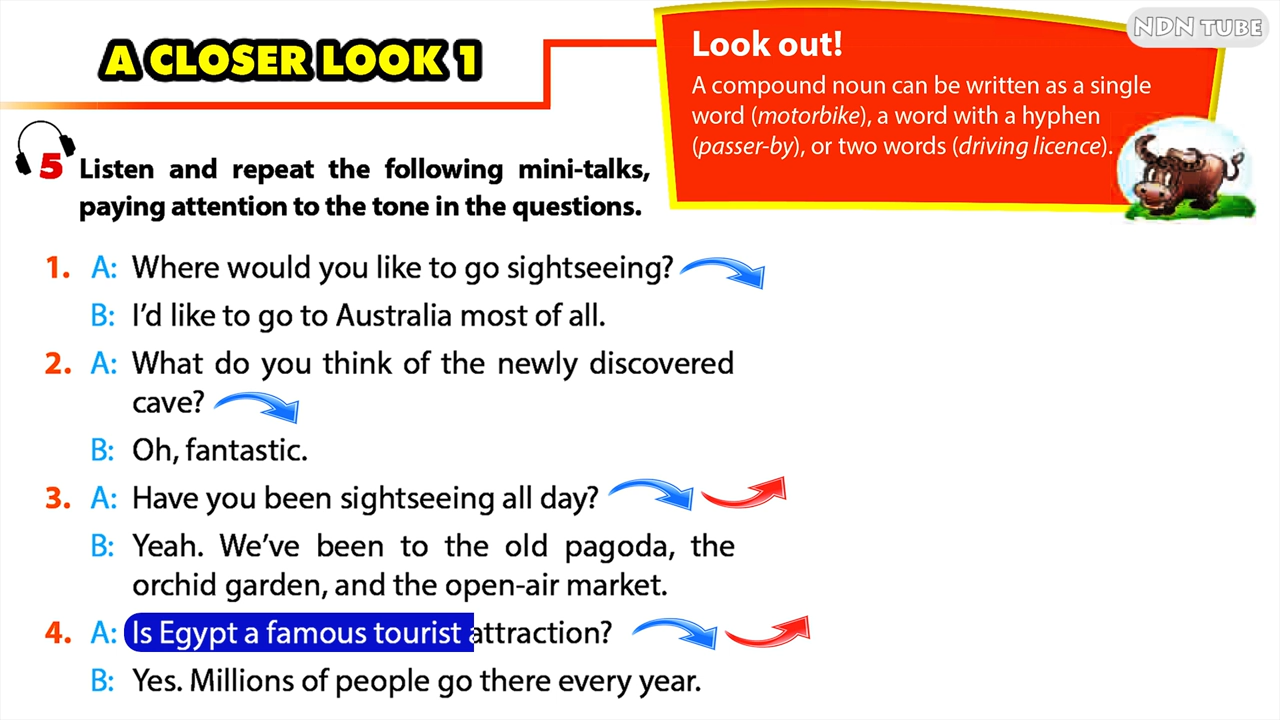 A CLOSER LOOK 1
Look out!
A compound noun can be written as a single
word (motorbike), a word with a hyphen
(passer-by), or two words (driving licence).
NDN TUBE
5 Listen and repeat the following mini-talks,
paying attention to the tone in the questions.
1. A: Where would you like to go sightseeing?
B: I’d like to go to Australia most of all.
2. A: What do you think of the newly discovered
cave?
B: Oh, fantastic.
3. A: Have you been sightseeing all day?
B: Yeah. We’ve been to the old pagoda, the
orchid garden, and the open-air market.
4. A: Is Egypt a famous tourist attraction?
B: Yes. Millions of people go there every year.